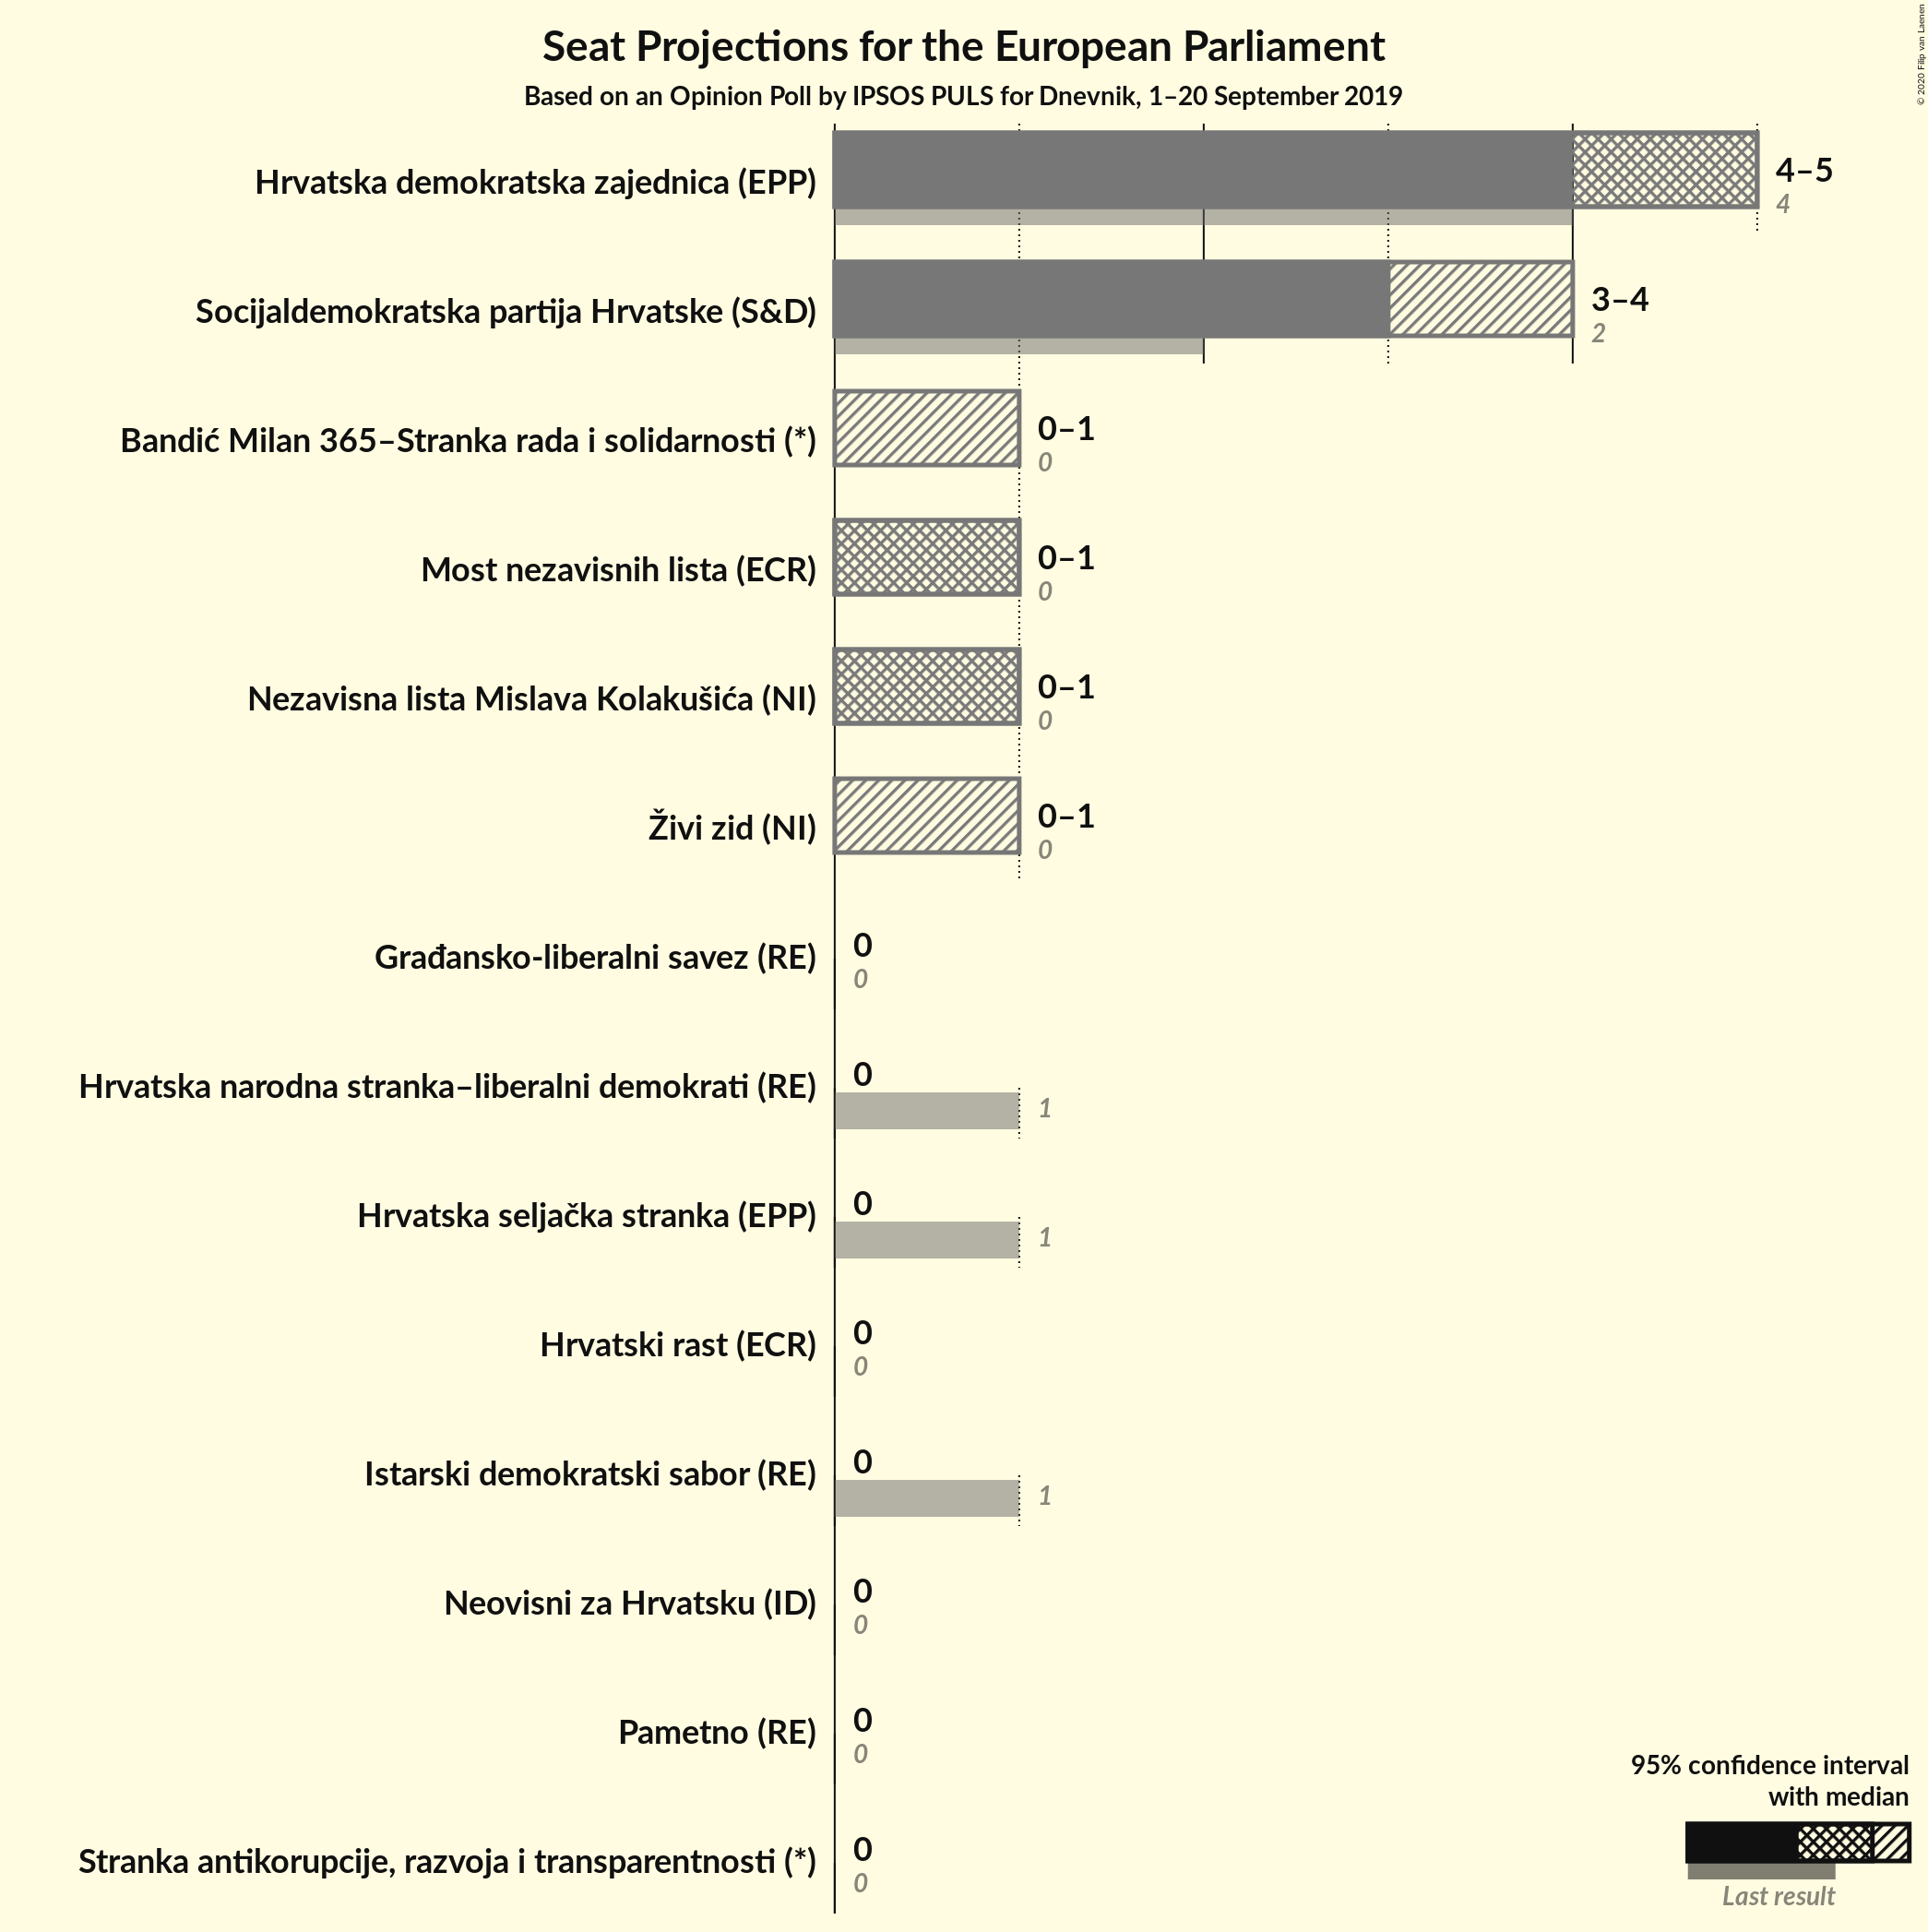 Seat Projections for the European Parliament
Based on an Opinion Poll by IPSOS PULS for Dnevnik, 1–20 September 2019
© 2020 Filip van Laenen
Hrvatska demokratska zajednica (EPP)
4–5
4
Socijaldemokratska partija Hrvatske (S&D)
3–4
2
Bandić Milan 365–Stranka rada i solidarnosti (*)
0–1
0
Most nezavisnih lista (ECR)
0–1
0
Nezavisna lista Mislava Kolakušića (NI)
0–1
0
Živi zid (NI)
0–1
0
Građansko-liberalni savez (RE)
0
0
Hrvatska narodna stranka–liberalni demokrati (RE)
0
1
Hrvatska seljačka stranka (EPP)
0
1
Hrvatski rast (ECR)
0
0
Istarski demokratski sabor (RE)
0
1
Neovisni za Hrvatsku (ID)
0
0
Pametno (RE)
0
0
Stranka antikorupcije, razvoja i transparentnosti (*)
0
0
95% confidence interval
with median
Last result